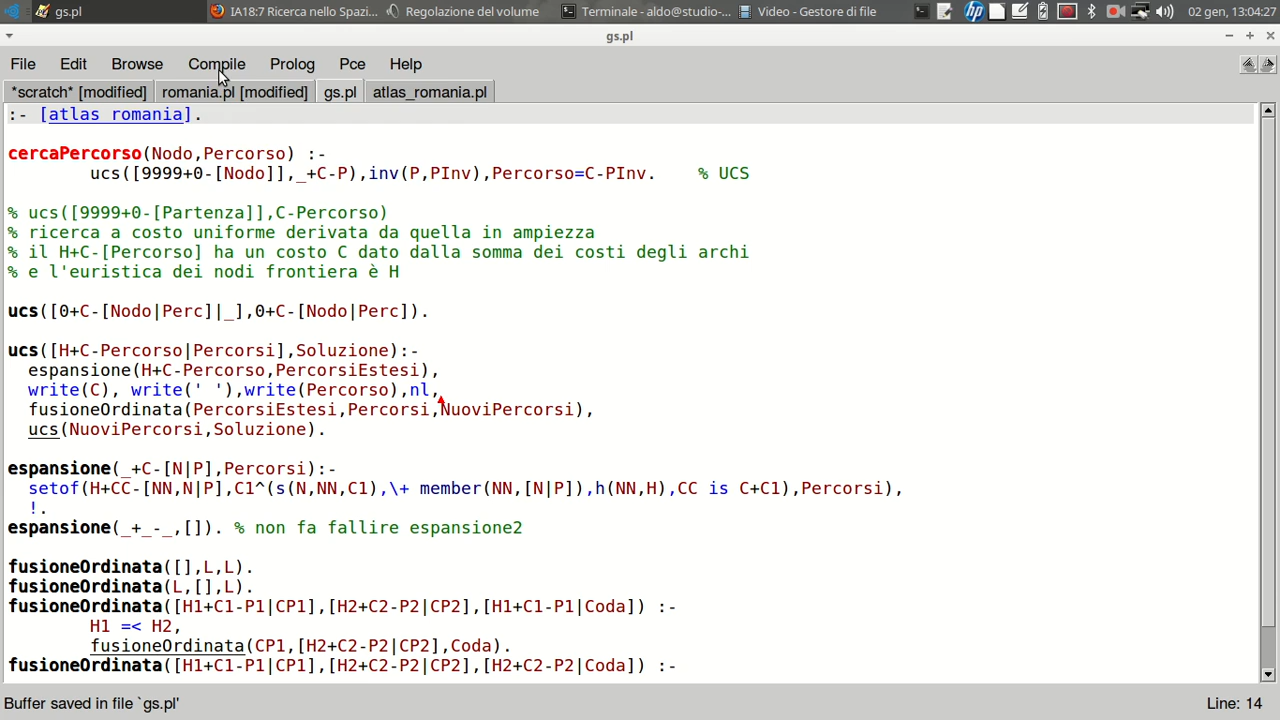 gs.pl IA18:7 Ricerca nello Spazi... Regolazione del volume Terminale - aldo@studio-... Video - Gestore di file 02 gen, 13:04:27
gs.pl
File Edit Browse Compile Prolog Pce Help
*scratch* [modified] romania.pl [modified] gs.pl atlas_romania.pl
:- [atlas_romania].
cercaPercorso(Nodo,Percorso) :-
ucs([9999+0-[Nodo]],_+C-P),inv(P,PInv),Percorso=C-PInv. % UCS
% ucs([9999+0-[Partenza]],C-Percorso)
% ricerca a costo uniforme derivata da quella in ampiezza
% il H+C-[Percorso] ha un costo C dato dalla somma dei costi degli archi
% e l'euristica dei nodi frontiera è H
ucs([0+C-[Nodo|Perc]|_],0+C-[Nodo|Perc]).
ucs([H+C-Percorso|Percorsi],Soluzione):-
espansione(H+C-Percorso,PercorsiEstesi),
write(C), write(' '),write(Percorso),nl,
fusioneOrdinata(PercorsiEstesi,Percorsi,NuoviPercorsi),
ucs(NuoviPercorsi,Soluzione).
espansione(_+C-[N|P],Percorsi):-
setof(H+CC-[NN,N|P],C1^(s(N,NN,C1),\+ member(NN,[N|P]),h(NN,H),CC is C+C1),Percorsi),
!.
espansione(_+_-_,[]). % non fa fallire espansione2
fusioneOrdinata([],L,L).
fusioneOrdinata(L,[],L).
fusioneOrdinata([H1+C1-P1|CP1],[H2+C2-P2|CP2],[H1+C1-P1|Coda]) :-
H1 =< H2,
fusioneOrdinata(CP1,[H2+C2-P2|CP2],Coda).
fusioneOrdinata([H1+C1-P1|CP1],[H2+C2-P2|CP2],[H2+C2-P2|Coda]) :-
Buffer saved in file `gs.pl' Line: 14